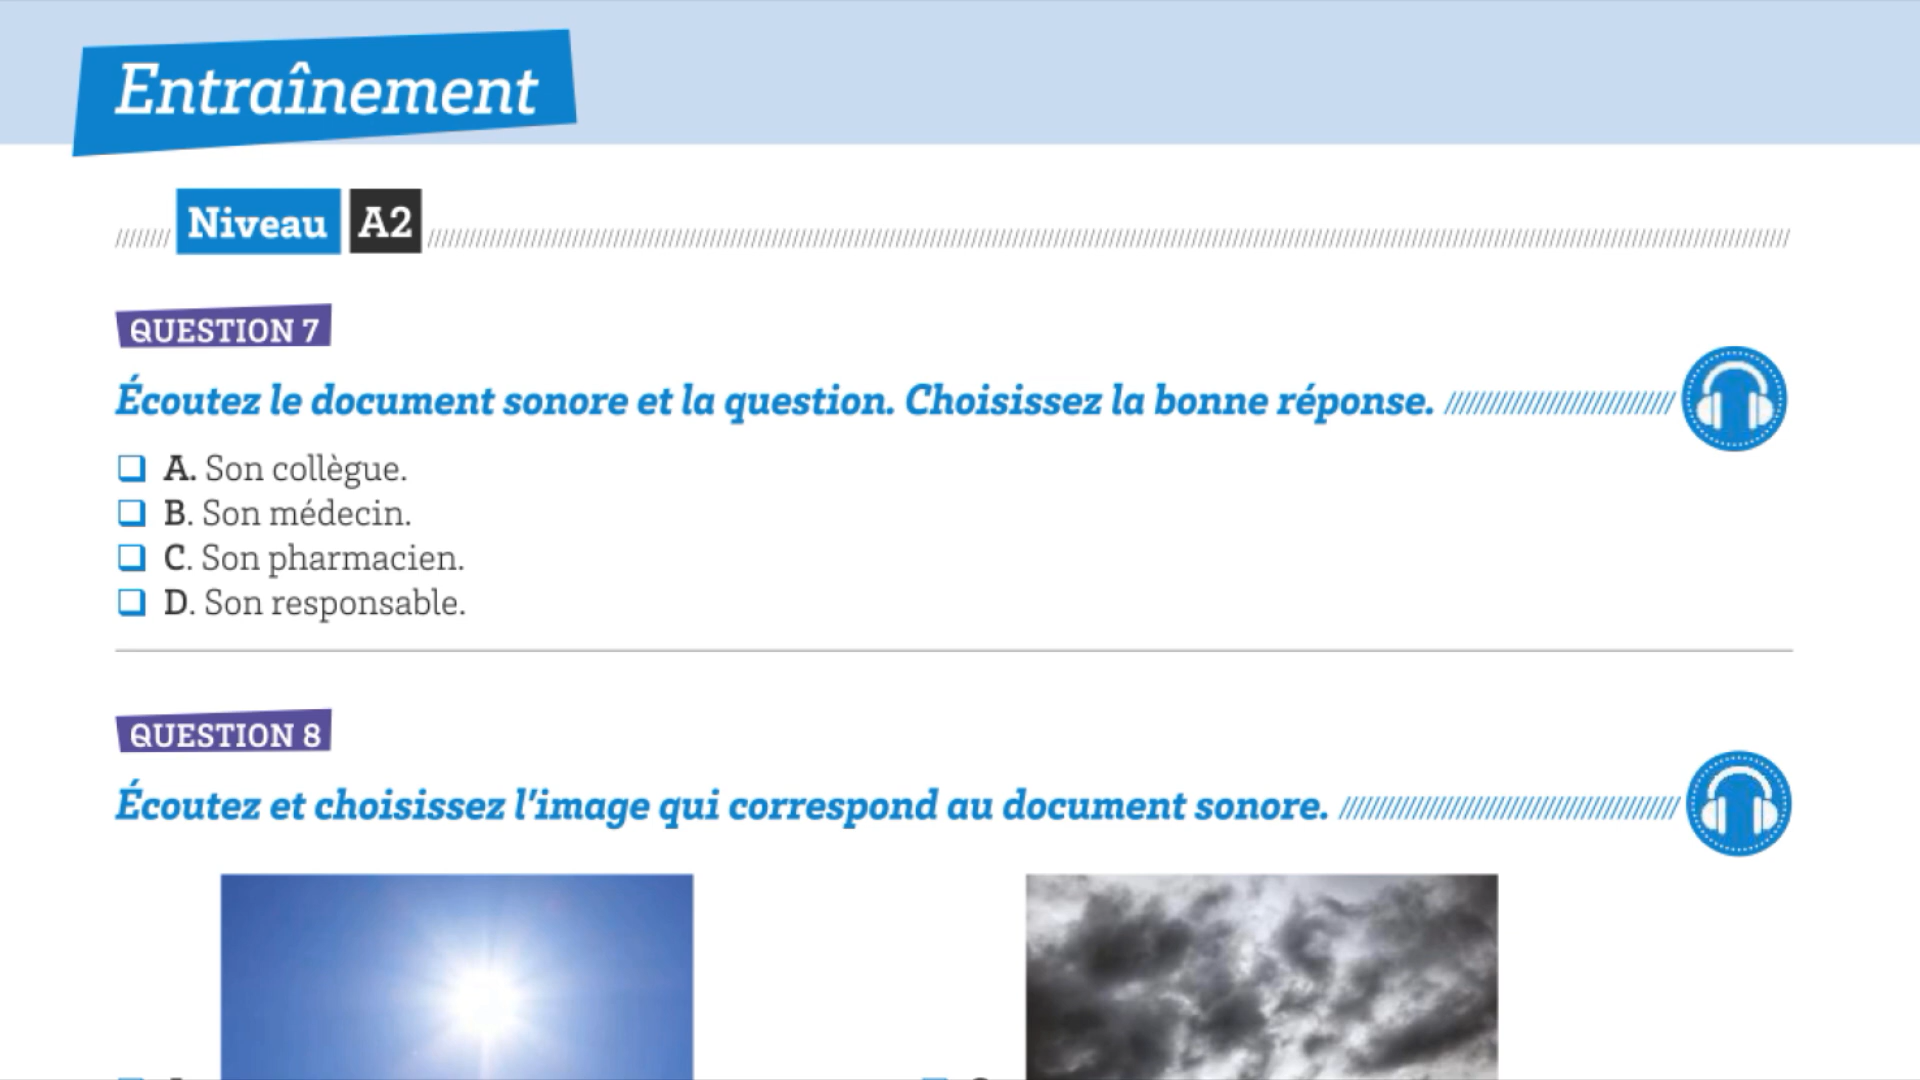 Entraînement
Niveau A2
QUESTION 7
Écoutez le document sonore et la question. Choisissez la bonne réponse.
A. Son collègue.
B. Son médecin.
C. Son pharmacien.
D. Son responsable.
QUESTION 8
Écoutez et choisissez l'image qui correspond au document sonore.